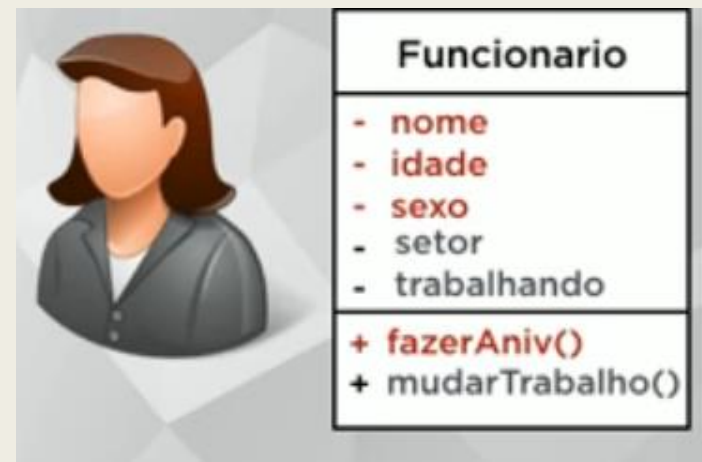 Funcionario
- nome
- idade
- sexo
- setor
- trabalhando
+ fazerAniv()
+ mudarTrabalho()